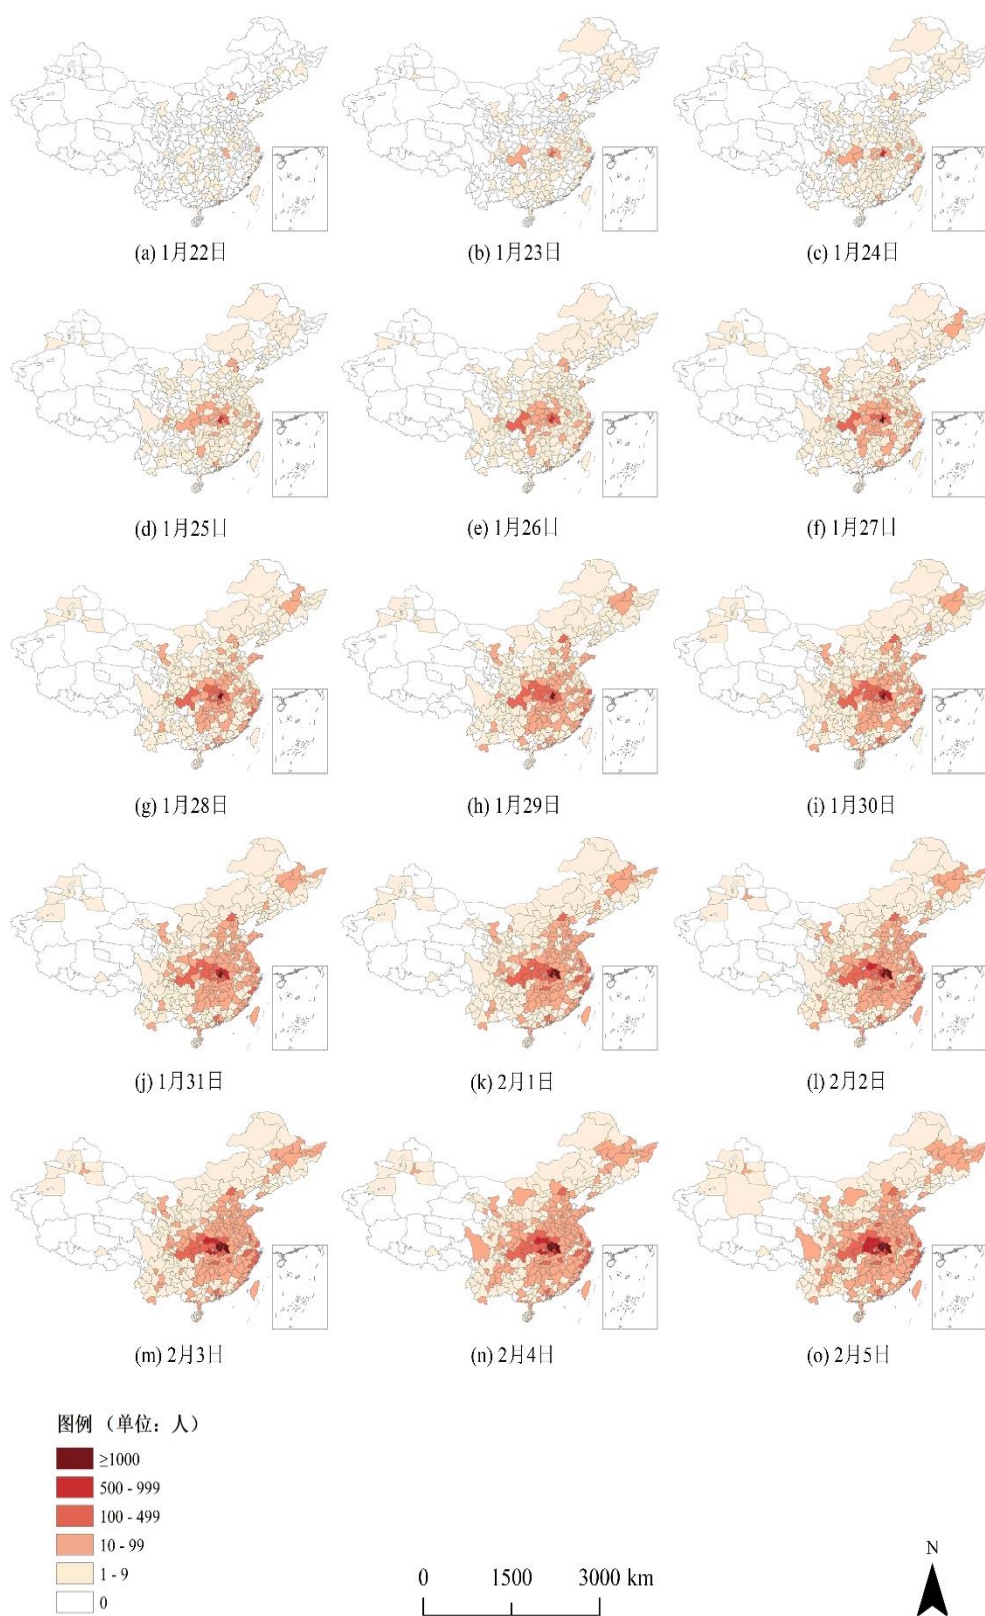 (a) 1月22日
(b) 1月23日
(c) 1月24日
(d) 1月25日
(e) 1月26日
(f) 1月27日
(g) 1月28日
(h) 1月29日
(i) 1月30日
(j) 1月31日
(k) 2月1日
(l) 2月2日
(m) 2月3日
(n) 2月4日
(o) 2月5日
图例 （单位：人）
≥1000
500 - 999
100 - 499
10 - 99
1 - 9
0
0 1500 3000 km
N